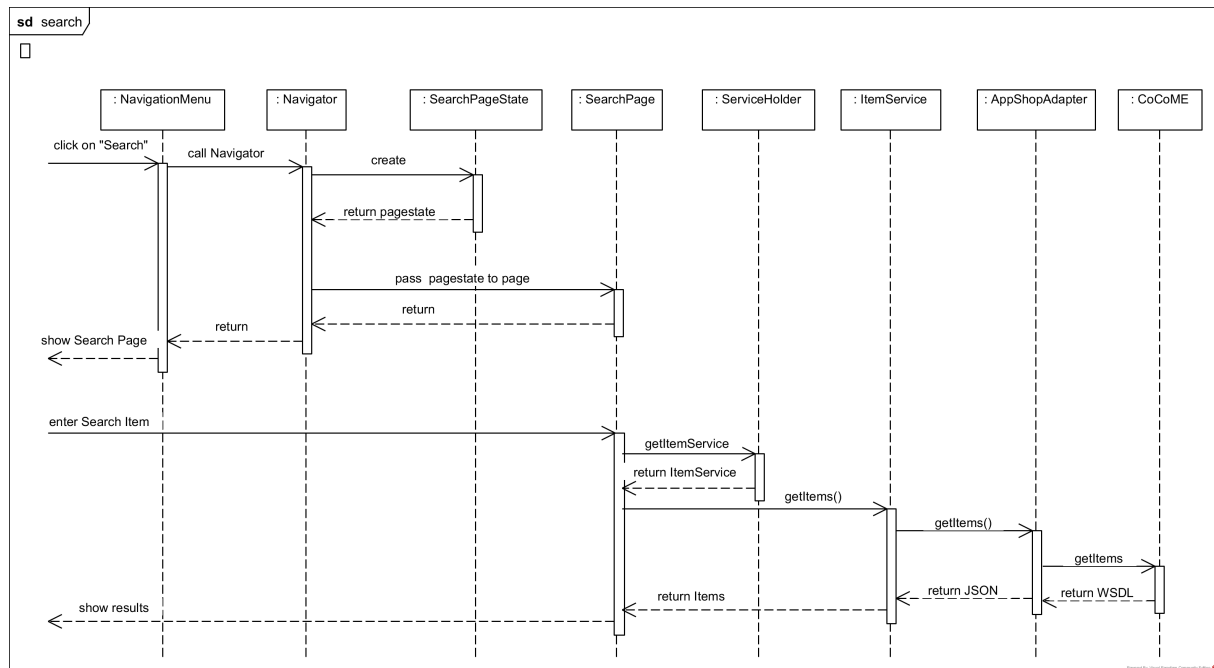 sd search
: NavigationMenu
: Navigator
: SearchPageState
: SearchPage
: ServiceHolder
: ItemService
: AppShopAdapter
: CoCoME
click on "Search"
call Navigator
create
return pagestate
pass pagestate to page
return
return
show Search Page
enter Search Item
getItemService
return ItemService
getItems()
getItems()
getItems
return WSDL
return JSON
return Items
show results